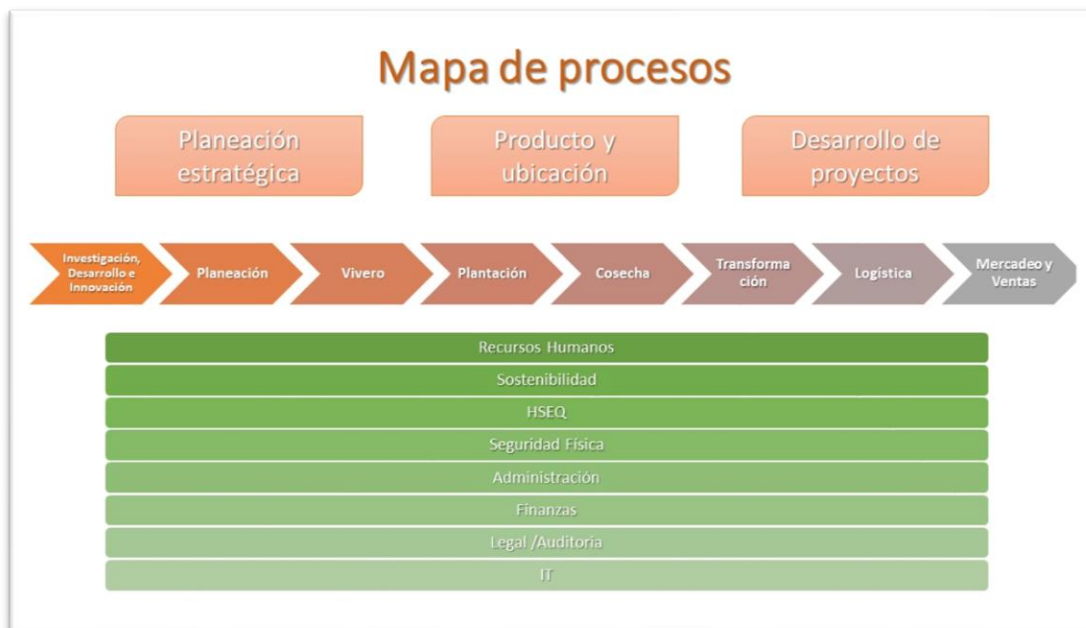 Mapa de procesos
Planeación
estratégica
Producto y
ubicación
Desarrollo de
proyectos
Investigación,
Desarrollo e
Innovación
Planeación
Vivero
Plantación
Cosecha
Transforma
ción
Logística
Mercadeo y
Ventas
Recursos Humanos
Sostenibilidad
HSEQ
Seguridad Física
Administración
Finanzas
Legal /Auditoria
IT